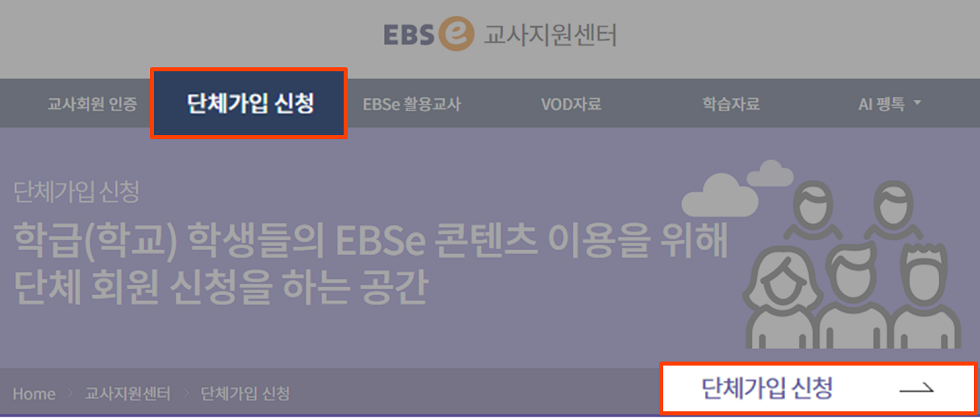 EBSe 교사지원센터
교사회원 인증 단체가입 신청 EBSe 활용교사 VOD자료 학습자료 AI 펭톡
단체가입 신청
학급(학교) 학생들의 EBSe 콘텐츠 이용을 위해
단체 회원 신청을 하는 공간
Home 교사지원센터 단체가입 신청
단체가입 신청